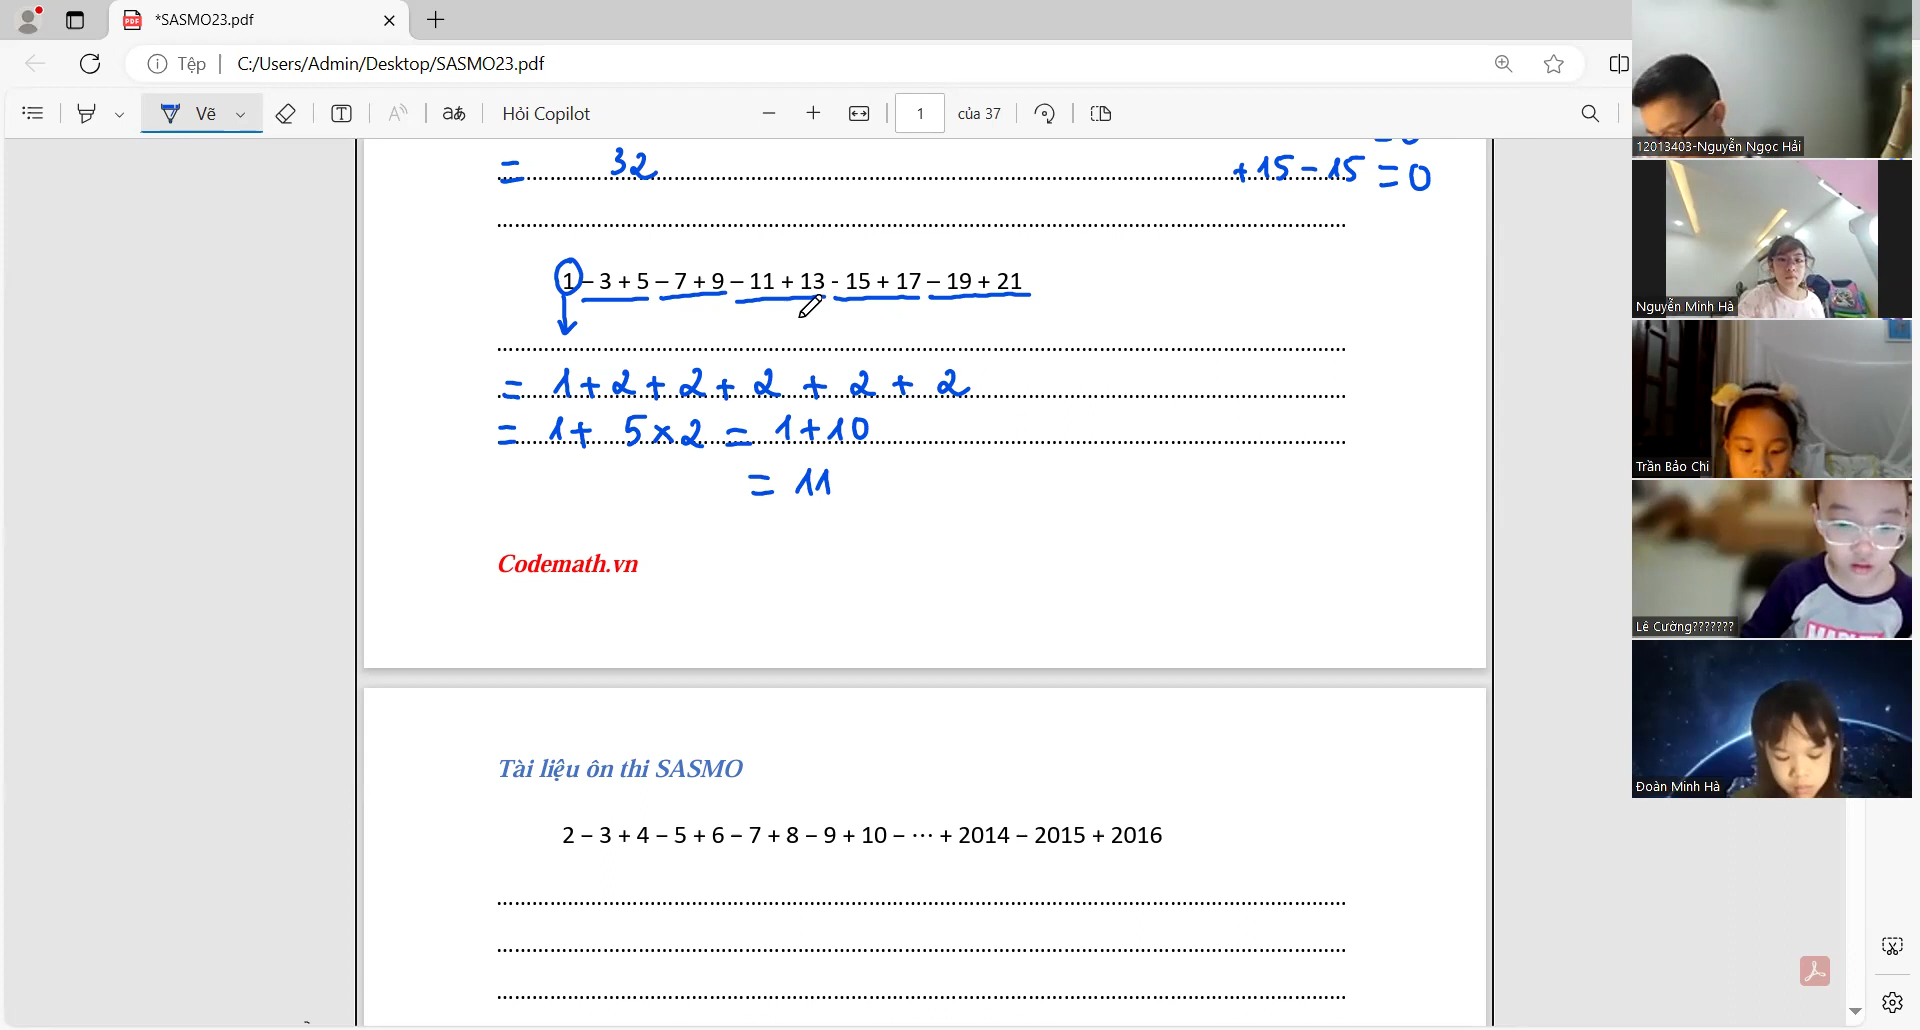 *SASMO23.pdf
Tệp
C:/Users/Admin/Desktop/SASMO23.pdf
Vẽ
T
aあ
Hỏi Copilot
1
của 37
= 32
+ 15 - 15 = 0
1 – 3 + 5 – 7 + 9 – 11 + 13 - 15 + 17 – 19 + 21
= 1 + 2 + 2 + 2 + 2 + 2
= 1 + 5 × 2 = 1 + 10
= 11
Codemath.vn
Tài liệu ôn thi SASMO
2 – 3 + 4 – 5 + 6 – 7 + 8 – 9 + 10 – ⋯ + 2014 – 2015 + 2016
12013403-Nguyễn Ngọc Hải
Nguyễn Minh Hà
Trần Bảo Chi
Lê Cường???????
Đoàn Minh Hà